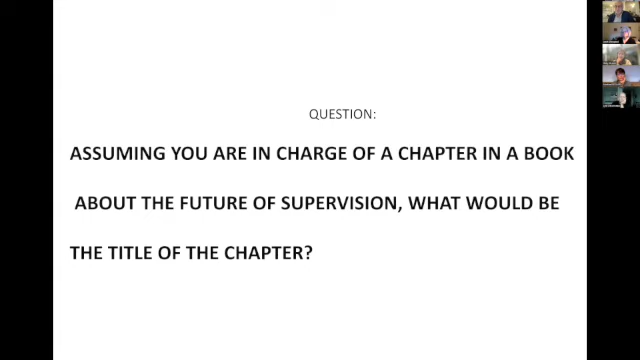 QUESTION:
ASSUMING YOU ARE IN CHARGE OF A CHAPTER IN A BOOK
ABOUT THE FUTURE OF SUPERVISION, WHAT WOULD BE
THE TITLE OF THE CHAPTER?